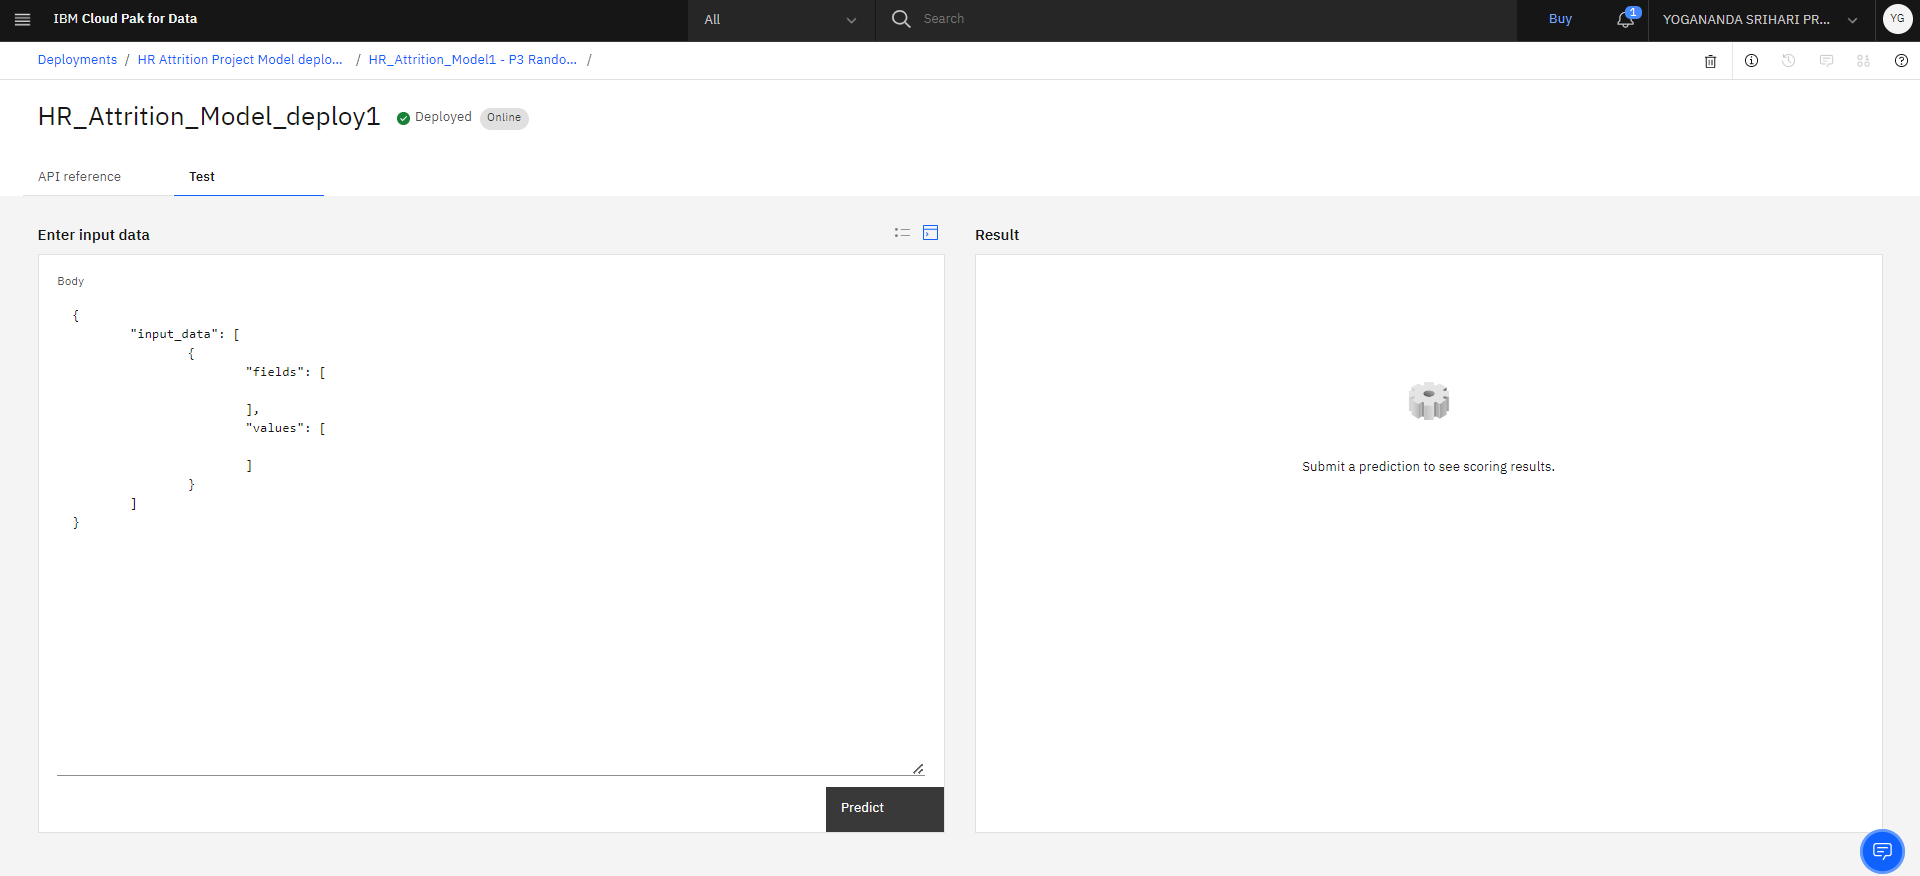 IBM Cloud Pak for Data
All
Search
Buy
1
YOGANANDA SRIHARI PR...
YG
Deployments / HR Attrition Project Model deplo... / HR_Attrition_Model1 - P3 Rando... /
HR_Attrition_Model_deploy1
Deployed
Online
API reference
Test
Enter input data
Body
{
"input_data": [
{
"fields": [
],
"values": [
]
}
]
}
Predict
Result
Submit a prediction to see scoring results.